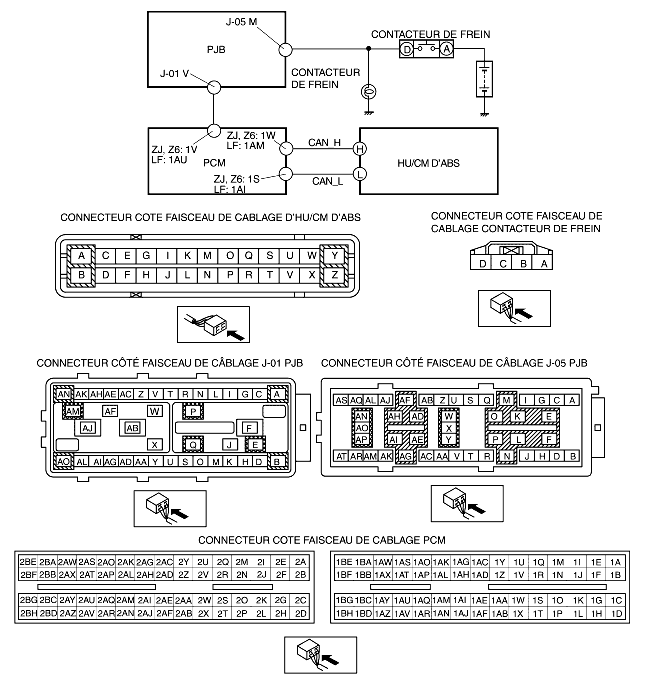 J-05 M
PJB
CONTACTEUR DE FREIN
D A
CONTACTEUR
DE FREIN
J-01 V
ZJ, Z6: 1V
LF: 1AU
ZJ, Z6: 1W
LF: 1AM
PCM
ZJ, Z6: 1S
LF: 1AI
CAN_H
CAN_L
H
L
HU/CM D'ABS
CONNECTEUR COTE FAISCEAU DE CABLAGE D'HU/CM D'ABS
A C E G I K M O Q S U W Y
B D F H J L N P R T V X Z
CONNECTEUR COTE FAISCEAU DE
CABLAGE CONTACTEUR DE FREIN
D C B A
CONNECTEUR CÔTÉ FAISCEAU DE CÂBLAGE J-01 PJB
AN AK AH AE AC Z V T R N L I G C A
AM AF W P
AJ AB F
X Q J E
AO AL AI AG AD AA Y U S O M K H D B
CONNECTEUR CÔTÉ FAISCEAU DE CÂBLAGE J-05 PJB
AS AQ AL AJ AF AB Z U S Q M I G C A
AN AH AD W O K E
AO X
AP AI AE Y P L F
AT AR AM AK AG AC AA V T R N J H D B
CONNECTEUR COTE FAISCEAU DE CABLAGE PCM
2BE 2BA 2AW 2AS 2AO 2AK 2AG 2AC 2Y 2U 2Q 2M 2I 2E 2A
2BF 2BB 2AX 2AT 2AP 2AL 2AH 2AD 2Z 2V 2R 2N 2J 2F 2B
2BG 2BC 2AY 2AU 2AQ 2AM 2AI 2AE 2AA 2W 2S 2O 2K 2G 2C
2BH 2BD 2AZ 2AV 2AR 2AN 2AJ 2AF 2AB 2X 2T 2P 2L 2H 2D
1BE 1BA 1AW 1AS 1AO 1AK 1AG 1AC 1Y 1U 1Q 1M 1I 1E 1A
1BF 1BB 1AX 1AT 1AP 1AL 1AH 1AD 1Z 1V 1R 1N 1J 1F 1B
1BG 1BC 1AY 1AU 1AQ 1AM 1AI 1AE 1AA 1W 1S 1O 1K 1G 1C
1BH 1BD 1AZ 1AV 1AR 1AN 1AJ 1AF 1AB 1X 1T 1P 1L 1H 1D